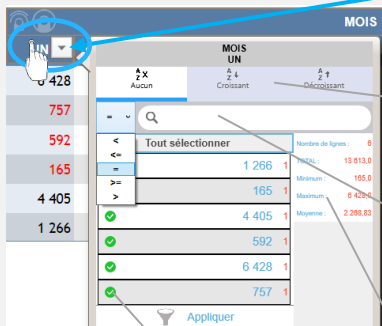 MOIS
UN
6 428
757
592
165
4 405
1 266
MOIS
UN
Aucun
Croissant
Décroissant
=
<
<=
=
>=
>
Tout sélectionner
1 266 1
165 1
4 405 1
592 1
6 428 1
757 1
Nombre de lignes : 6
TOTAL : 13 613,0
Minimum : 165,0
Maximum : 6 428,0
Moyenne : 2 268,83
Appliquer